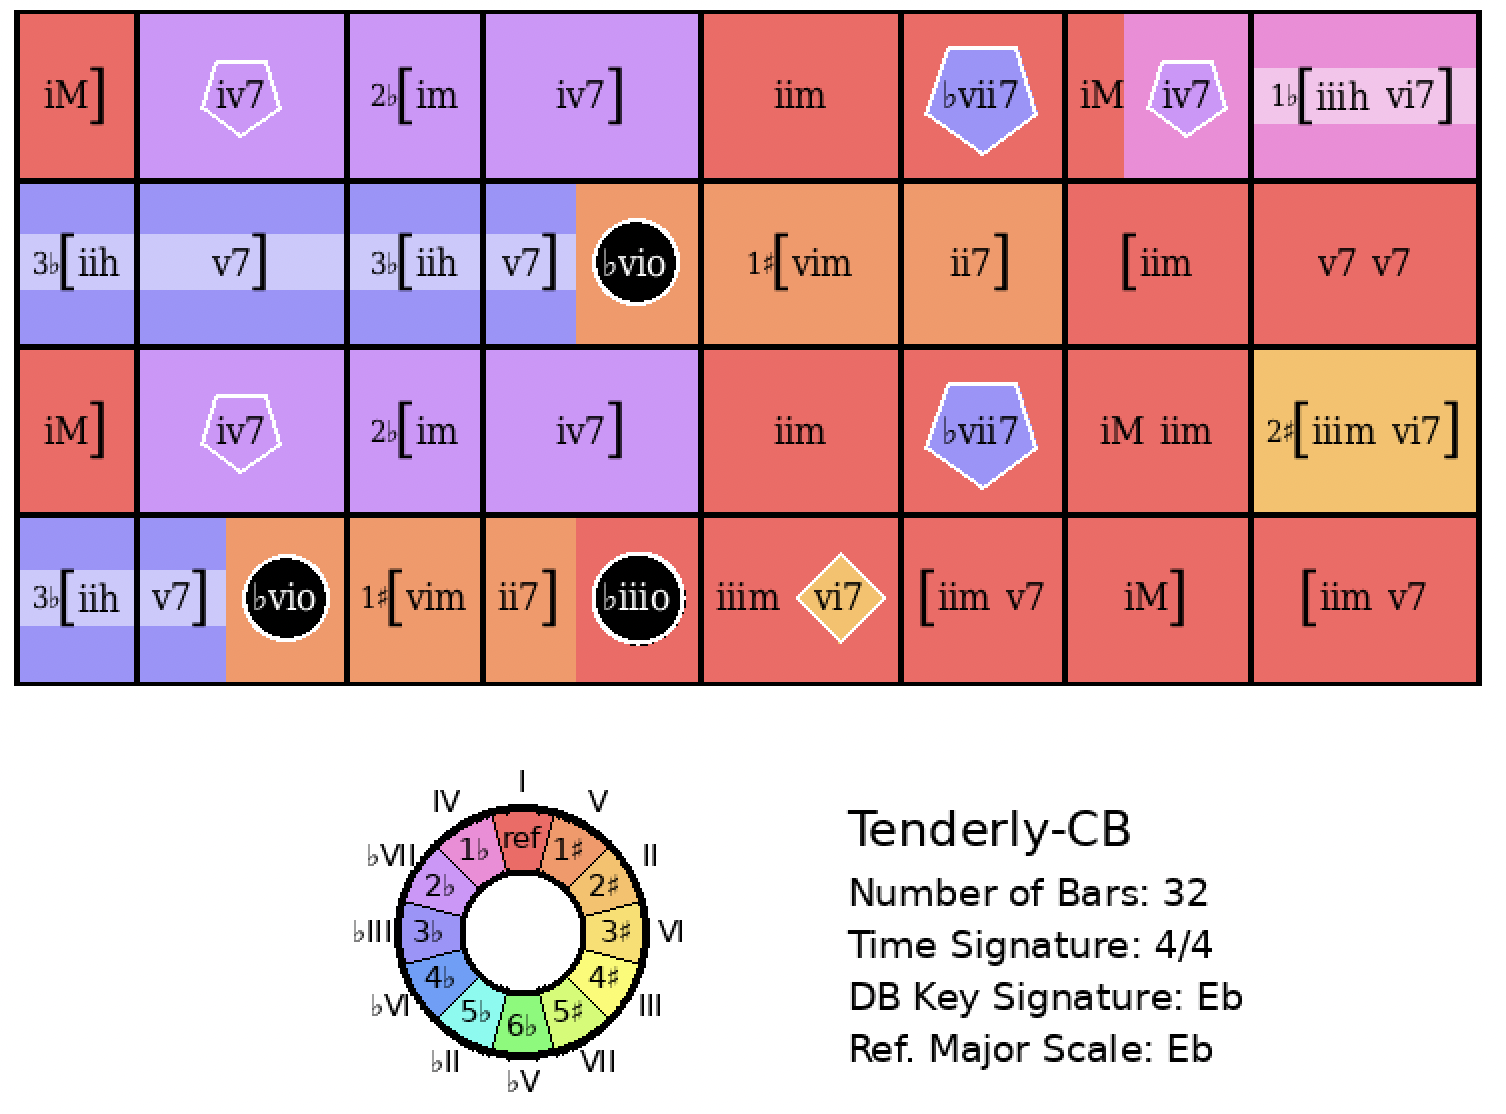 iM] iv7 2♭[im iv7] iim ♭vii7 iM iv7 1♭[iiih vi7]
3♭[iih v7] 3♭[iih v7] ♭vio 1♯[vim ii7] [iim v7 v7
iM] iv7 2♭[im iv7] iim ♭vii7 iM iim 2♯[iiim vi7]
3♭[iih v7] ♭vio 1♯[vim ii7] ♭iiio iiim vi7 [iim v7 iM] [iim v7
I
IV V
ref
1♭ 1♯
♭VII II
2♭ 2♯
♭III 3♭ 3♯ VI
4♭ 4♯
♭VI III
5♭ 5♯
6♭
♭II VII
♭V
Tenderly-CB
Number of Bars: 32
Time Signature: 4/4
DB Key Signature: Eb
Ref. Major Scale: Eb